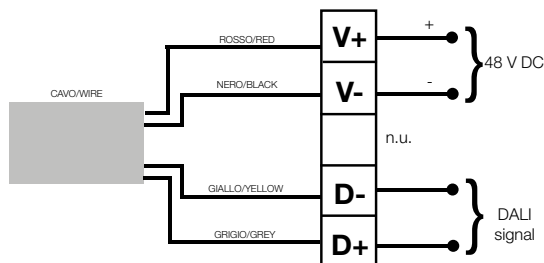 ROSSO/RED
V+
+
48 V DC
CAVO/WIRE
NERO/BLACK
V-
-
n.u.
GIALLO/YELLOW
D-
DALI
signal
GRIGIO/GREY
D+